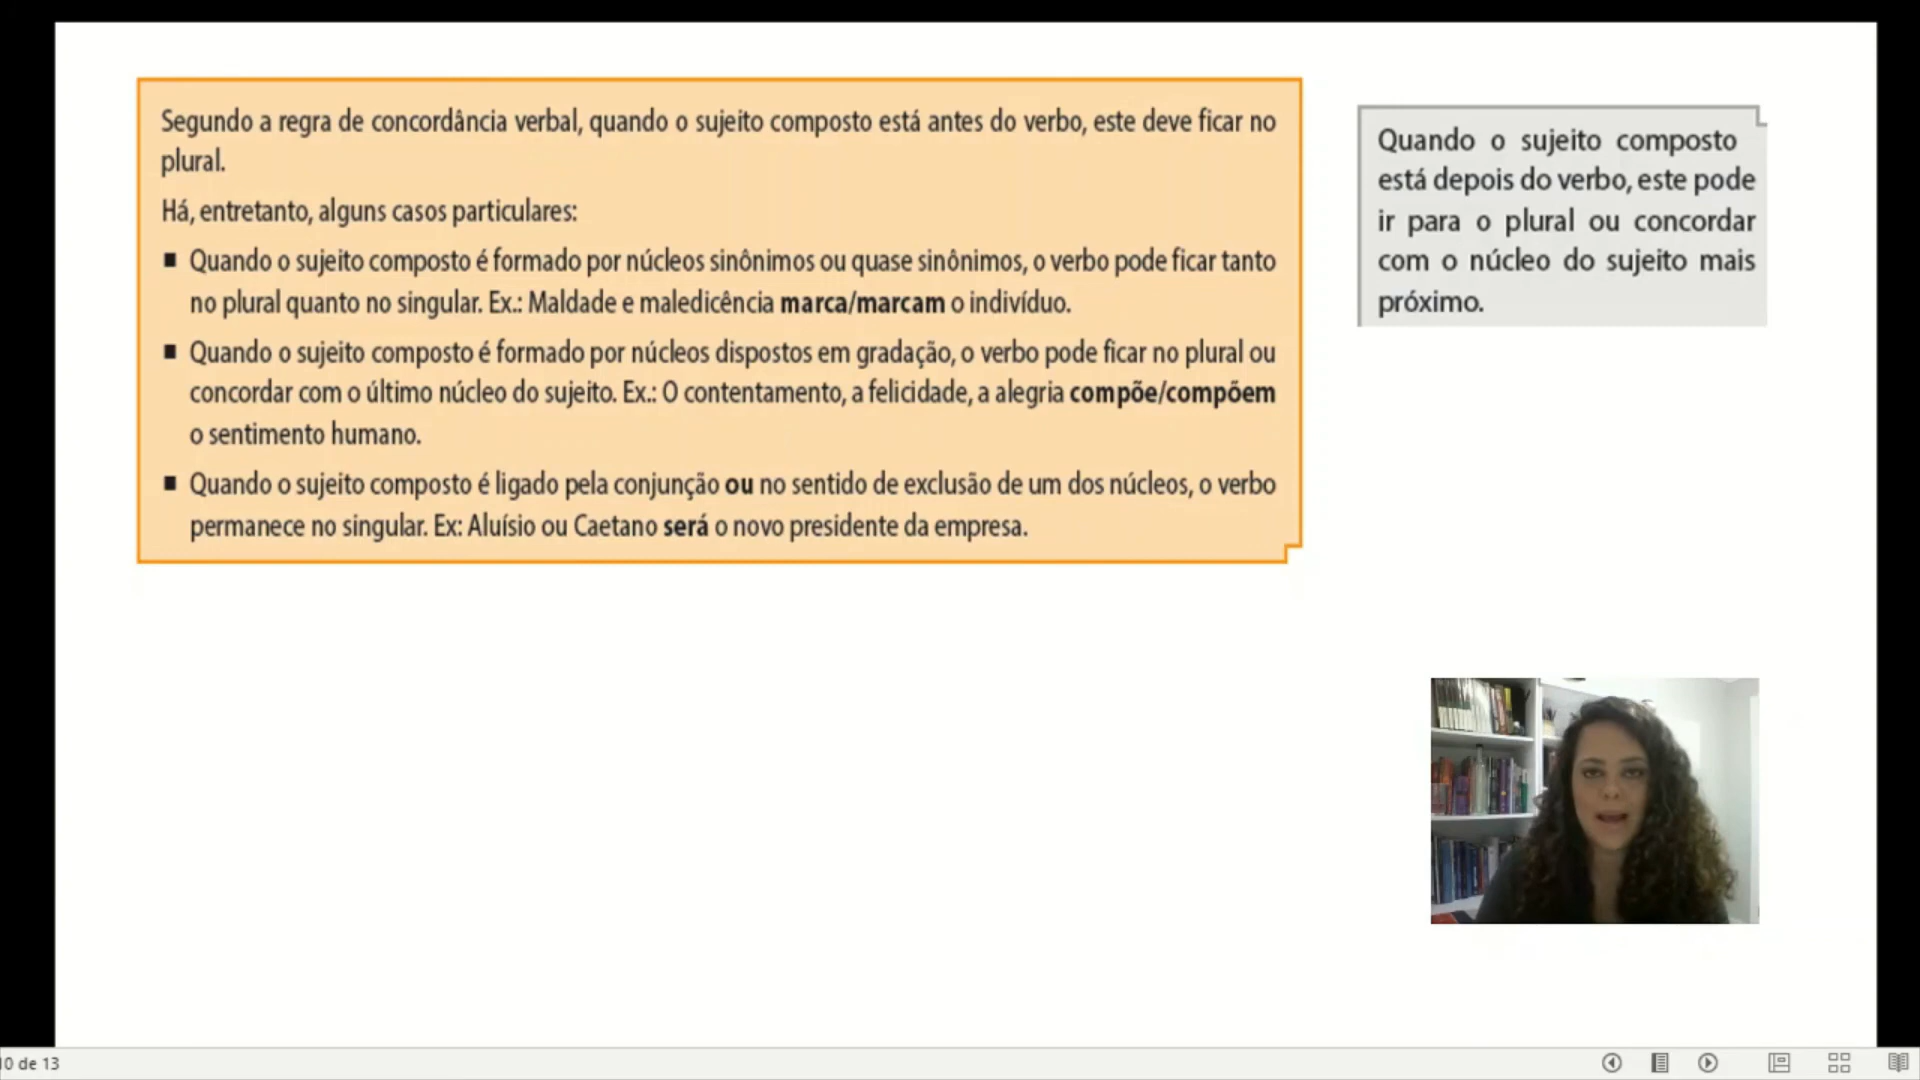 Segundo a regra de concordância verbal, quando o sujeito composto está antes do verbo, este deve ficar no
plural.
Há, entretanto, alguns casos particulares:
■ Quando o sujeito composto é formado por núcleos sinônimos ou quase sinônimos, o verbo pode ficar tanto
no plural quanto no singular. Ex.: Maldade e maledicência marca/marcam o indivíduo.
■ Quando o sujeito composto é formado por núcleos dispostos em gradação, o verbo pode ficar no plural ou
concordar com o último núcleo do sujeito. Ex.: O contentamento, a felicidade, a alegria compõe/compõem
o sentimento humano.
■ Quando o sujeito composto é ligado pela conjunção ou no sentido de exclusão de um dos núcleos, o verbo
permanece no singular. Ex: Aluísio ou Caetano será o novo presidente da empresa.
Quando o sujeito composto
está depois do verbo, este pode
ir para o plural ou concordar
com o núcleo do sujeito mais
próximo.
10 de 13